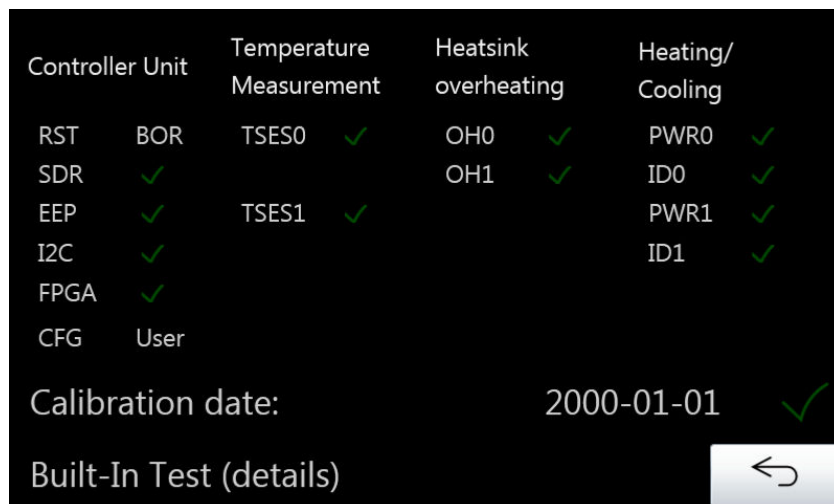 Controller Unit Temperature Measurement Heatsink overheating Heating/ Cooling
RST BOR TSES0 ✓ OH0 ✓ PWR0 ✓
SDR ✓ OH1 ✓ ID0 ✓
EEP ✓ TSES1 ✓ PWR1 ✓
I2C ✓ ID1 ✓
FPGA ✓
CFG User
Calibration date: 2000-01-01 ✓
Built-In Test (details)